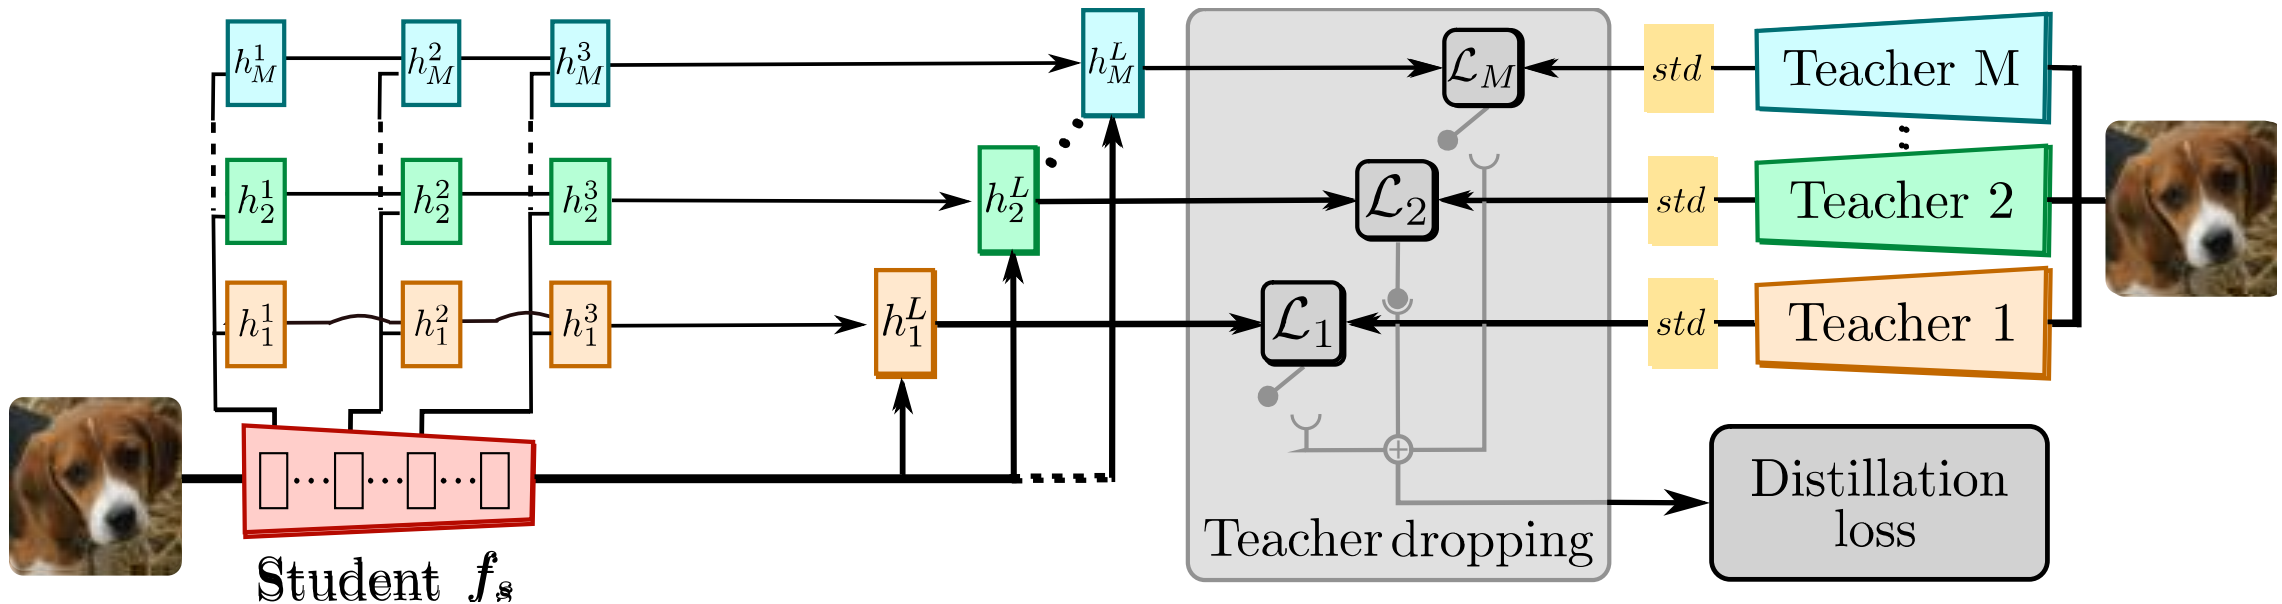 h_M^1 h_M^2 h_M^3 h_M^L ℒ_M std Teacher M
h_2^1 h_2^2 h_2^3 h_2^L ℒ_2 std Teacher 2
h_1^1 h_1^2 h_1^3 h_1^L ℒ_1 std Teacher 1
Student f_s
Teacher dropping
Distillation
loss